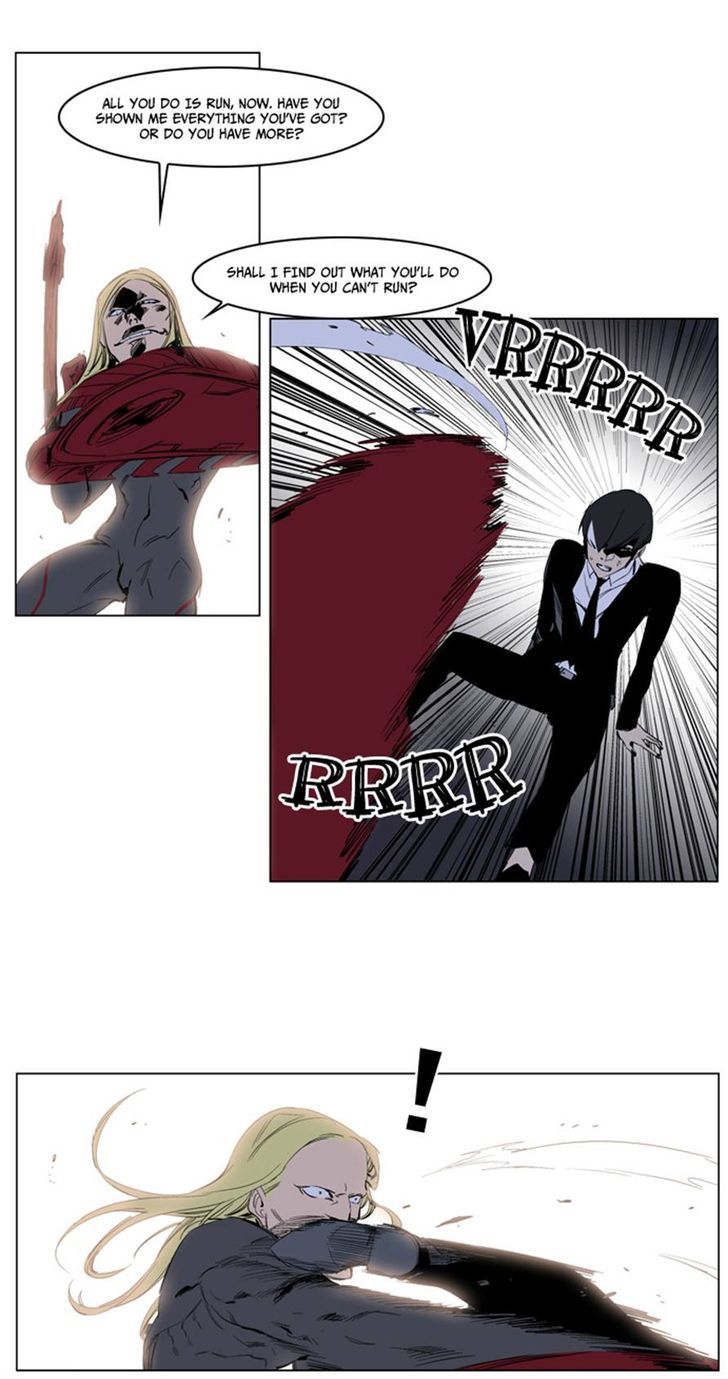 ALL YOU DO IS RUN, NOW. HAVE YOU
SHOWN ME EVERYTHING YOU'VE GOT?
OR DO YOU HAVE MORE?
SHALL I FIND OUT WHAT YOU'LL DO
WHEN YOU CAN'T RUN?
VRRRRR
RRRR
!